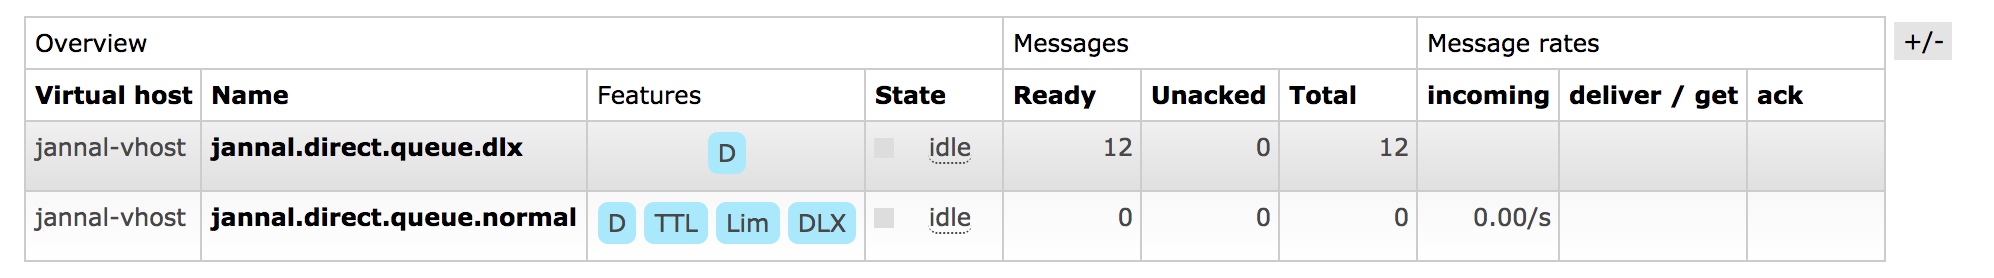 Overview Messages Message rates +/-
Virtual host Name Features State Ready Unacked Total incoming deliver / get ack
jannal-vhost jannal.direct.queue.dlx D idle 12 0 12
jannal-vhost jannal.direct.queue.normal D TTL Lim DLX idle 0 0 0 0.00/s